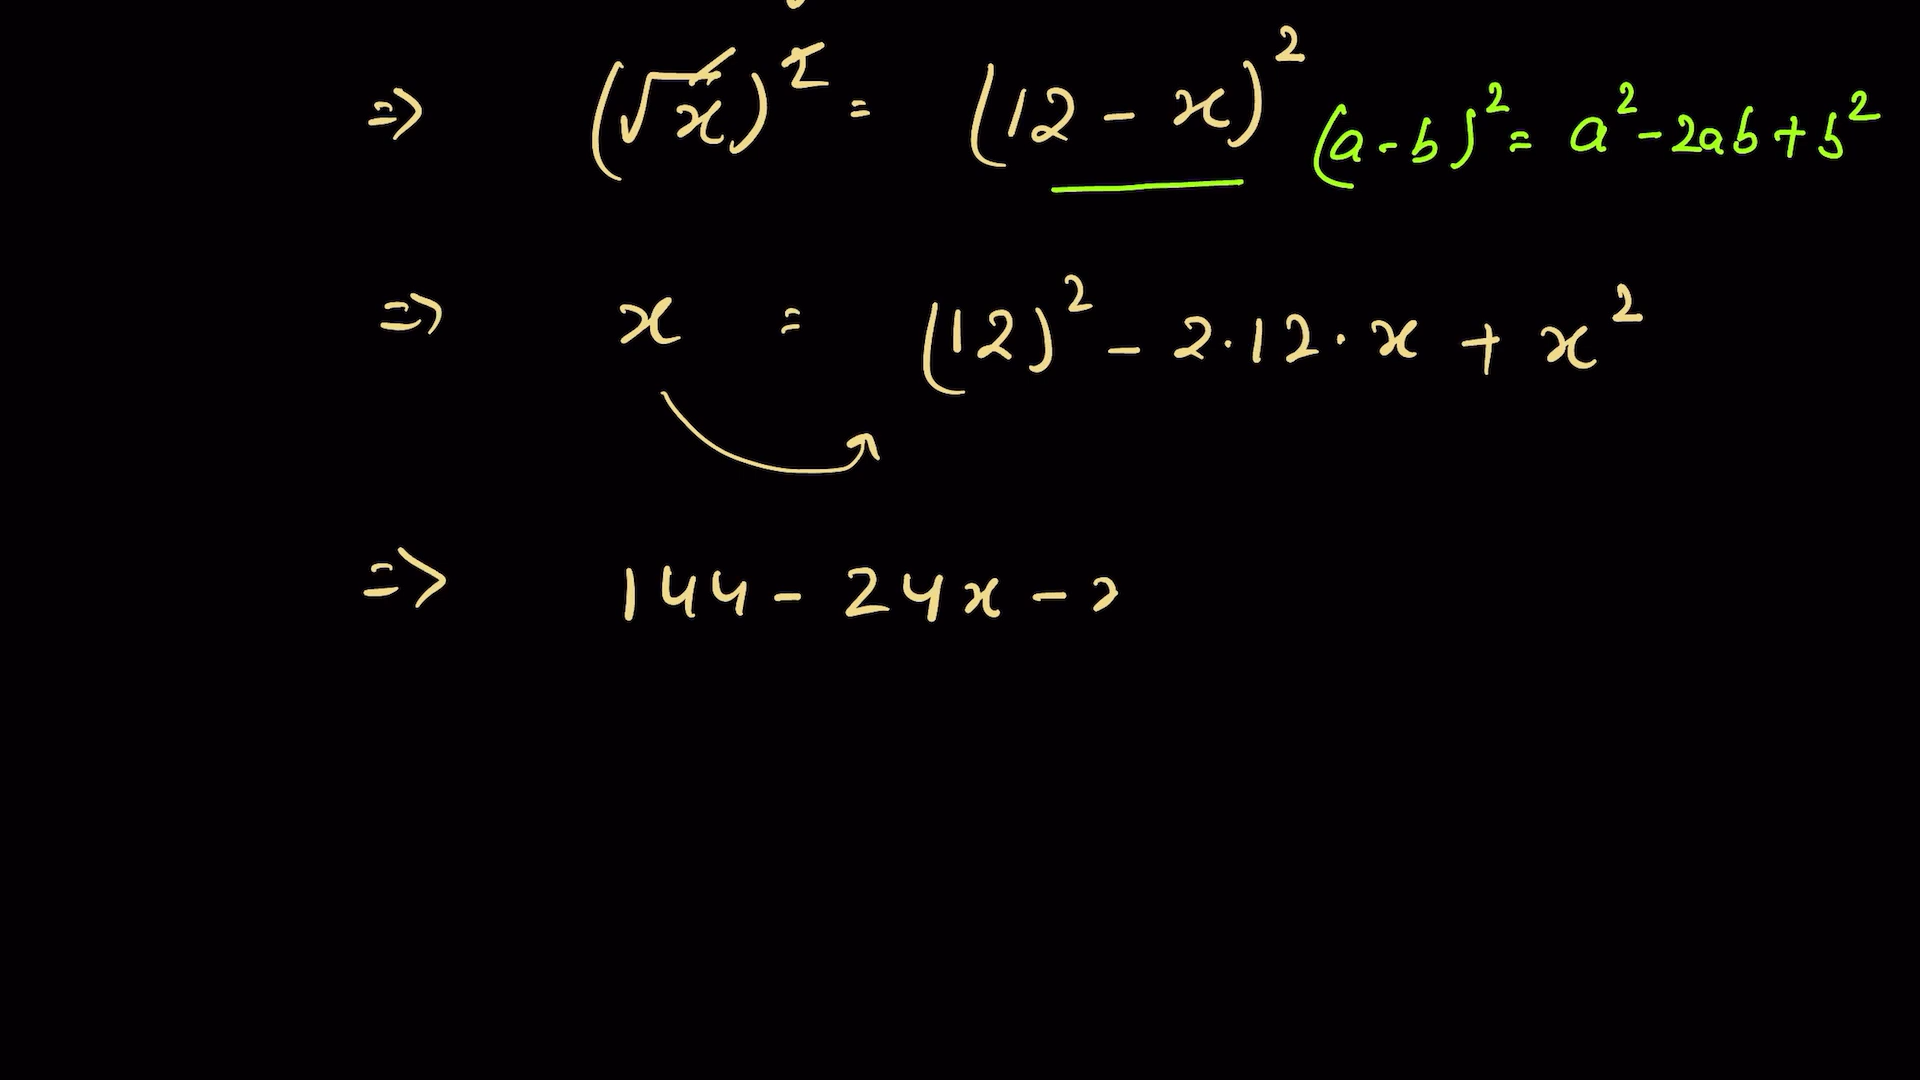 => (√x)² = (12 - x)² (a - b)² = a² - 2ab + b²
=> x = (12)² - 2·12·x + x²
=> 144 - 24x -